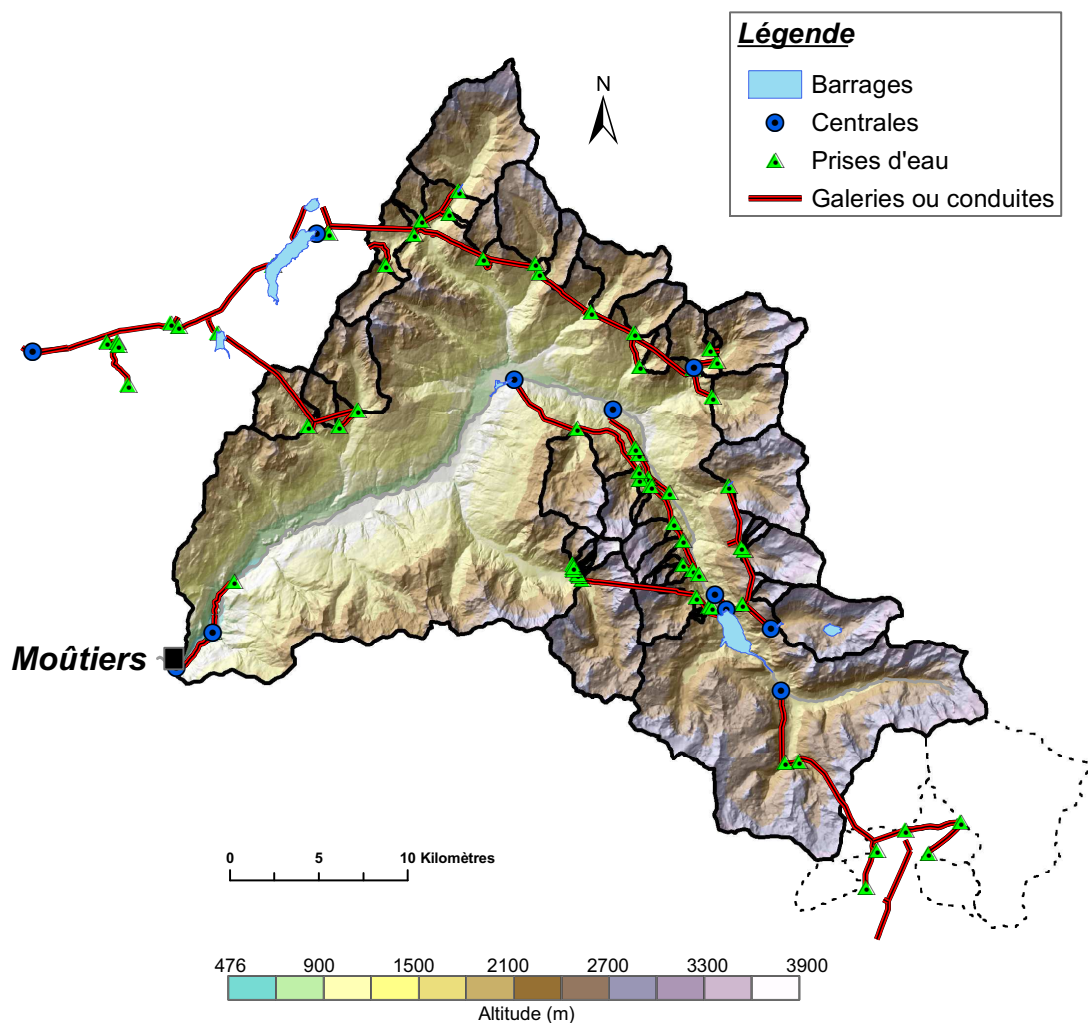 Légende
Barrages
Centrales
Prises d'eau
Galeries ou conduites
N
Moûtiers
0 5 10 Kilomètres
476 900 1500 2100 2700 3300 3900
Altitude (m)